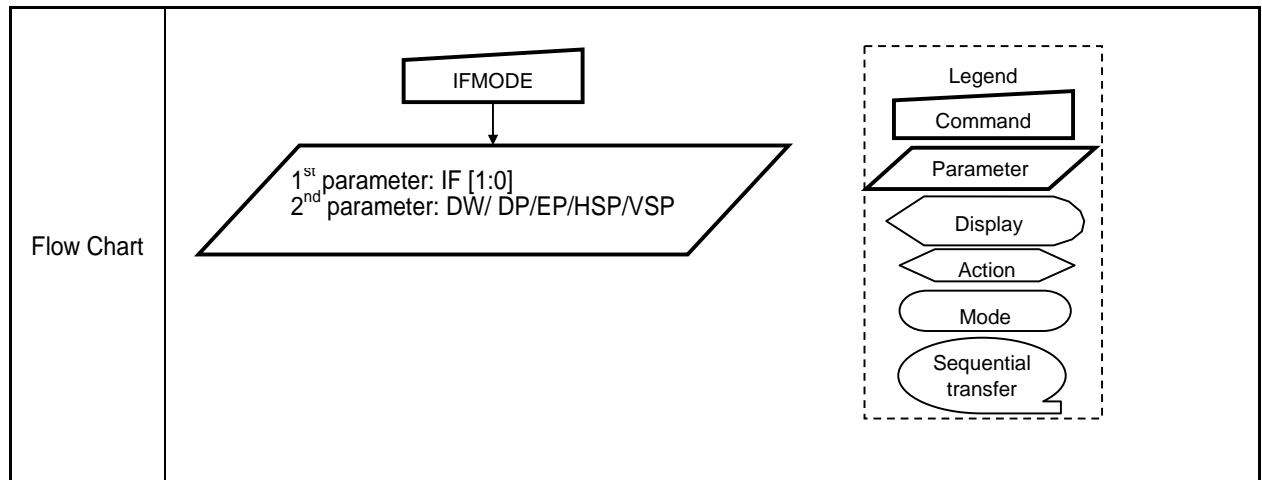 Flow Chart
IFMODE
1st parameter: IF [1:0]
2nd parameter: DW/ DP/EP/HSP/VSP
Legend
Command
Parameter
Display
Action
Mode
Sequential
transfer